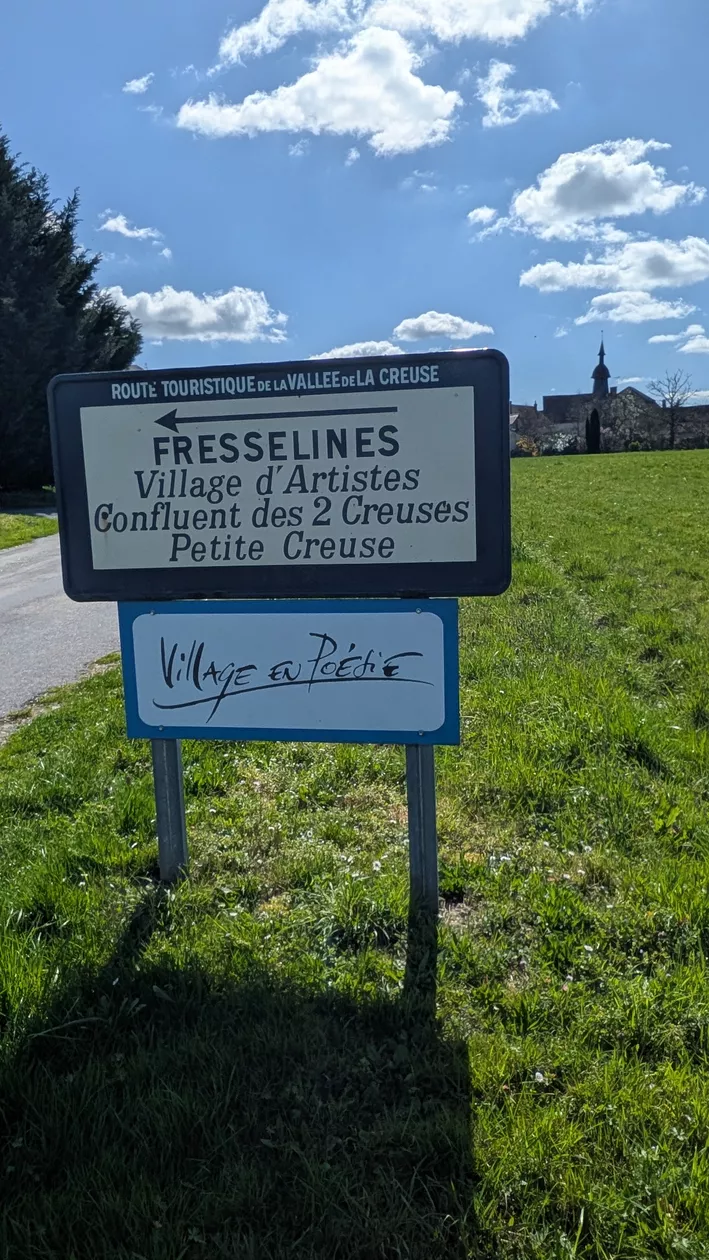 ROUTE TOURISTIQUE DE LA VALLEE DE LA CREUSE
FRESSELINES
Village d'Artistes
Confluent des 2 Creuses
Petite Creuse
Village en Poésie